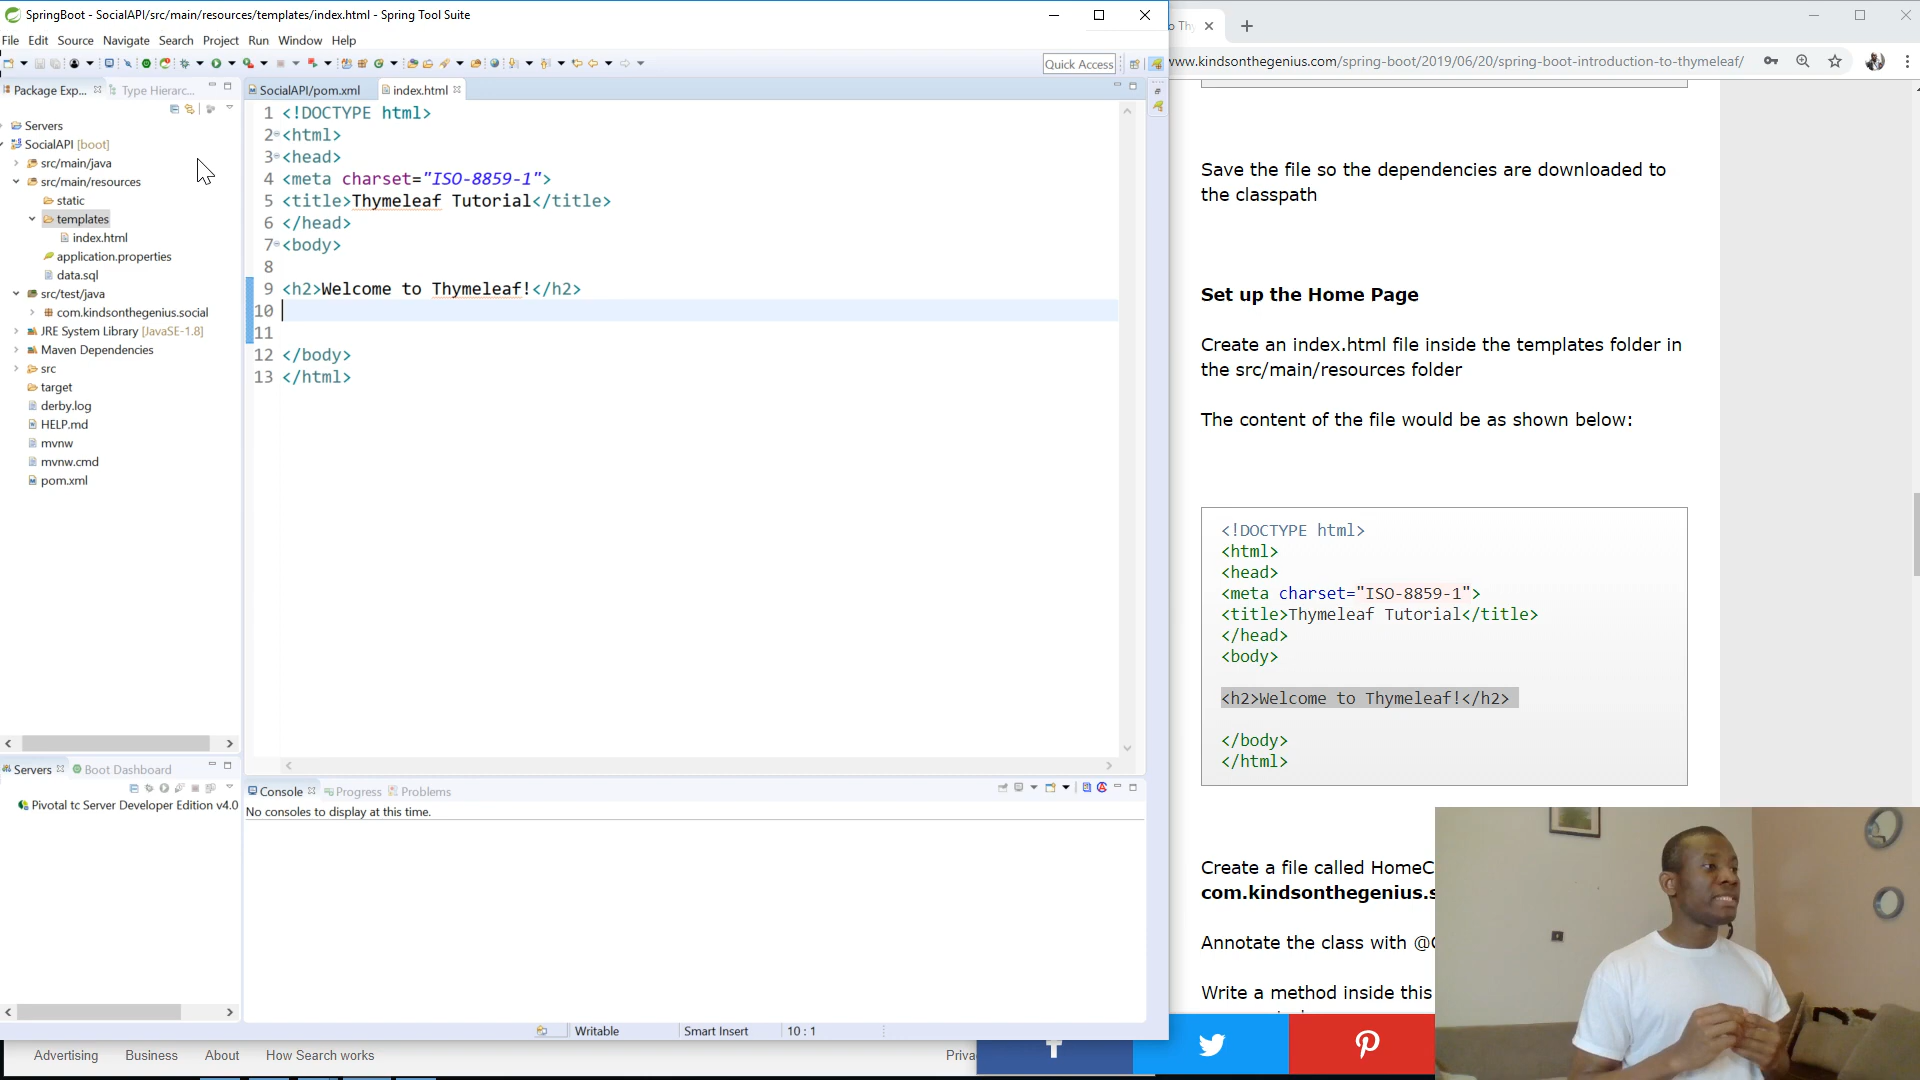 SpringBoot - SocialAPI/src/main/resources/templates/index.html - Spring Tool Suite
File Edit Source Navigate Search Project Run Window Help
Quick Access
Package Exp... Type Hierarc...
Servers
SocialAPI [boot]
src/main/java
src/main/resources
static
templates
index.html
application.properties
data.sql
src/test/java
com.kindsonthegenius.social
JRE System Library [JavaSE-1.8]
Maven Dependencies
src
target
derby.log
HELP.md
mvnw
mvnw.cmd
pom.xml
Servers Boot Dashboard
Pivotal tc Server Developer Edition v4.0
SocialAPI/pom.xml index.html
1 <!DOCTYPE html>
2 <html>
3 <head>
4 <meta charset="ISO-8859-1">
5 <title>Thymeleaf Tutorial</title>
6 </head>
7 <body>
8
9 <h2>Welcome to Thymeleaf!</h2>
10
11
12 </body>
13 </html>
Console Progress Problems
No consoles to display at this time.
Writable Smart Insert 10 : 1
www.kindsonthegenius.com/spring-boot/2019/06/20/spring-boot-introduction-to-thymeleaf/
Save the file so the dependencies are downloaded to
the classpath
Set up the Home Page
Create an index.html file inside the templates folder in
the src/main/resources folder
The content of the file would be as shown below:
<!DOCTYPE html>
<html>
<head>
<meta charset="ISO-8859-1">
<title>Thymeleaf Tutorial</title>
</head>
<body>
<h2>Welcome to Thymeleaf!</h2>
</body>
</html>
Create a file called HomeC
com.kindsonthegenius.s
Annotate the class with @C
Write a method inside this
Advertising Business About How Search works
Priva